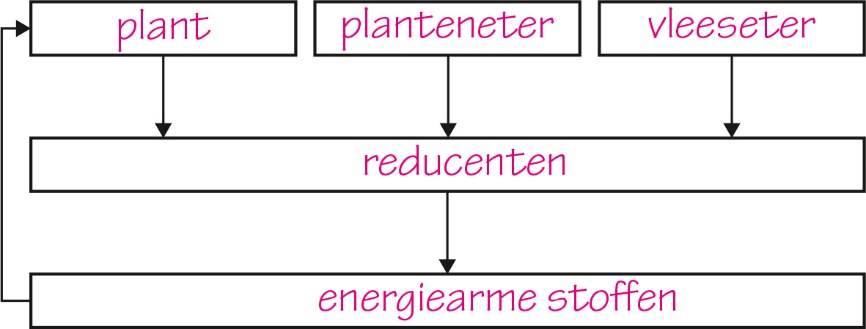 plant
planteneter
vleeseter
reducenten
energiearme stoffen